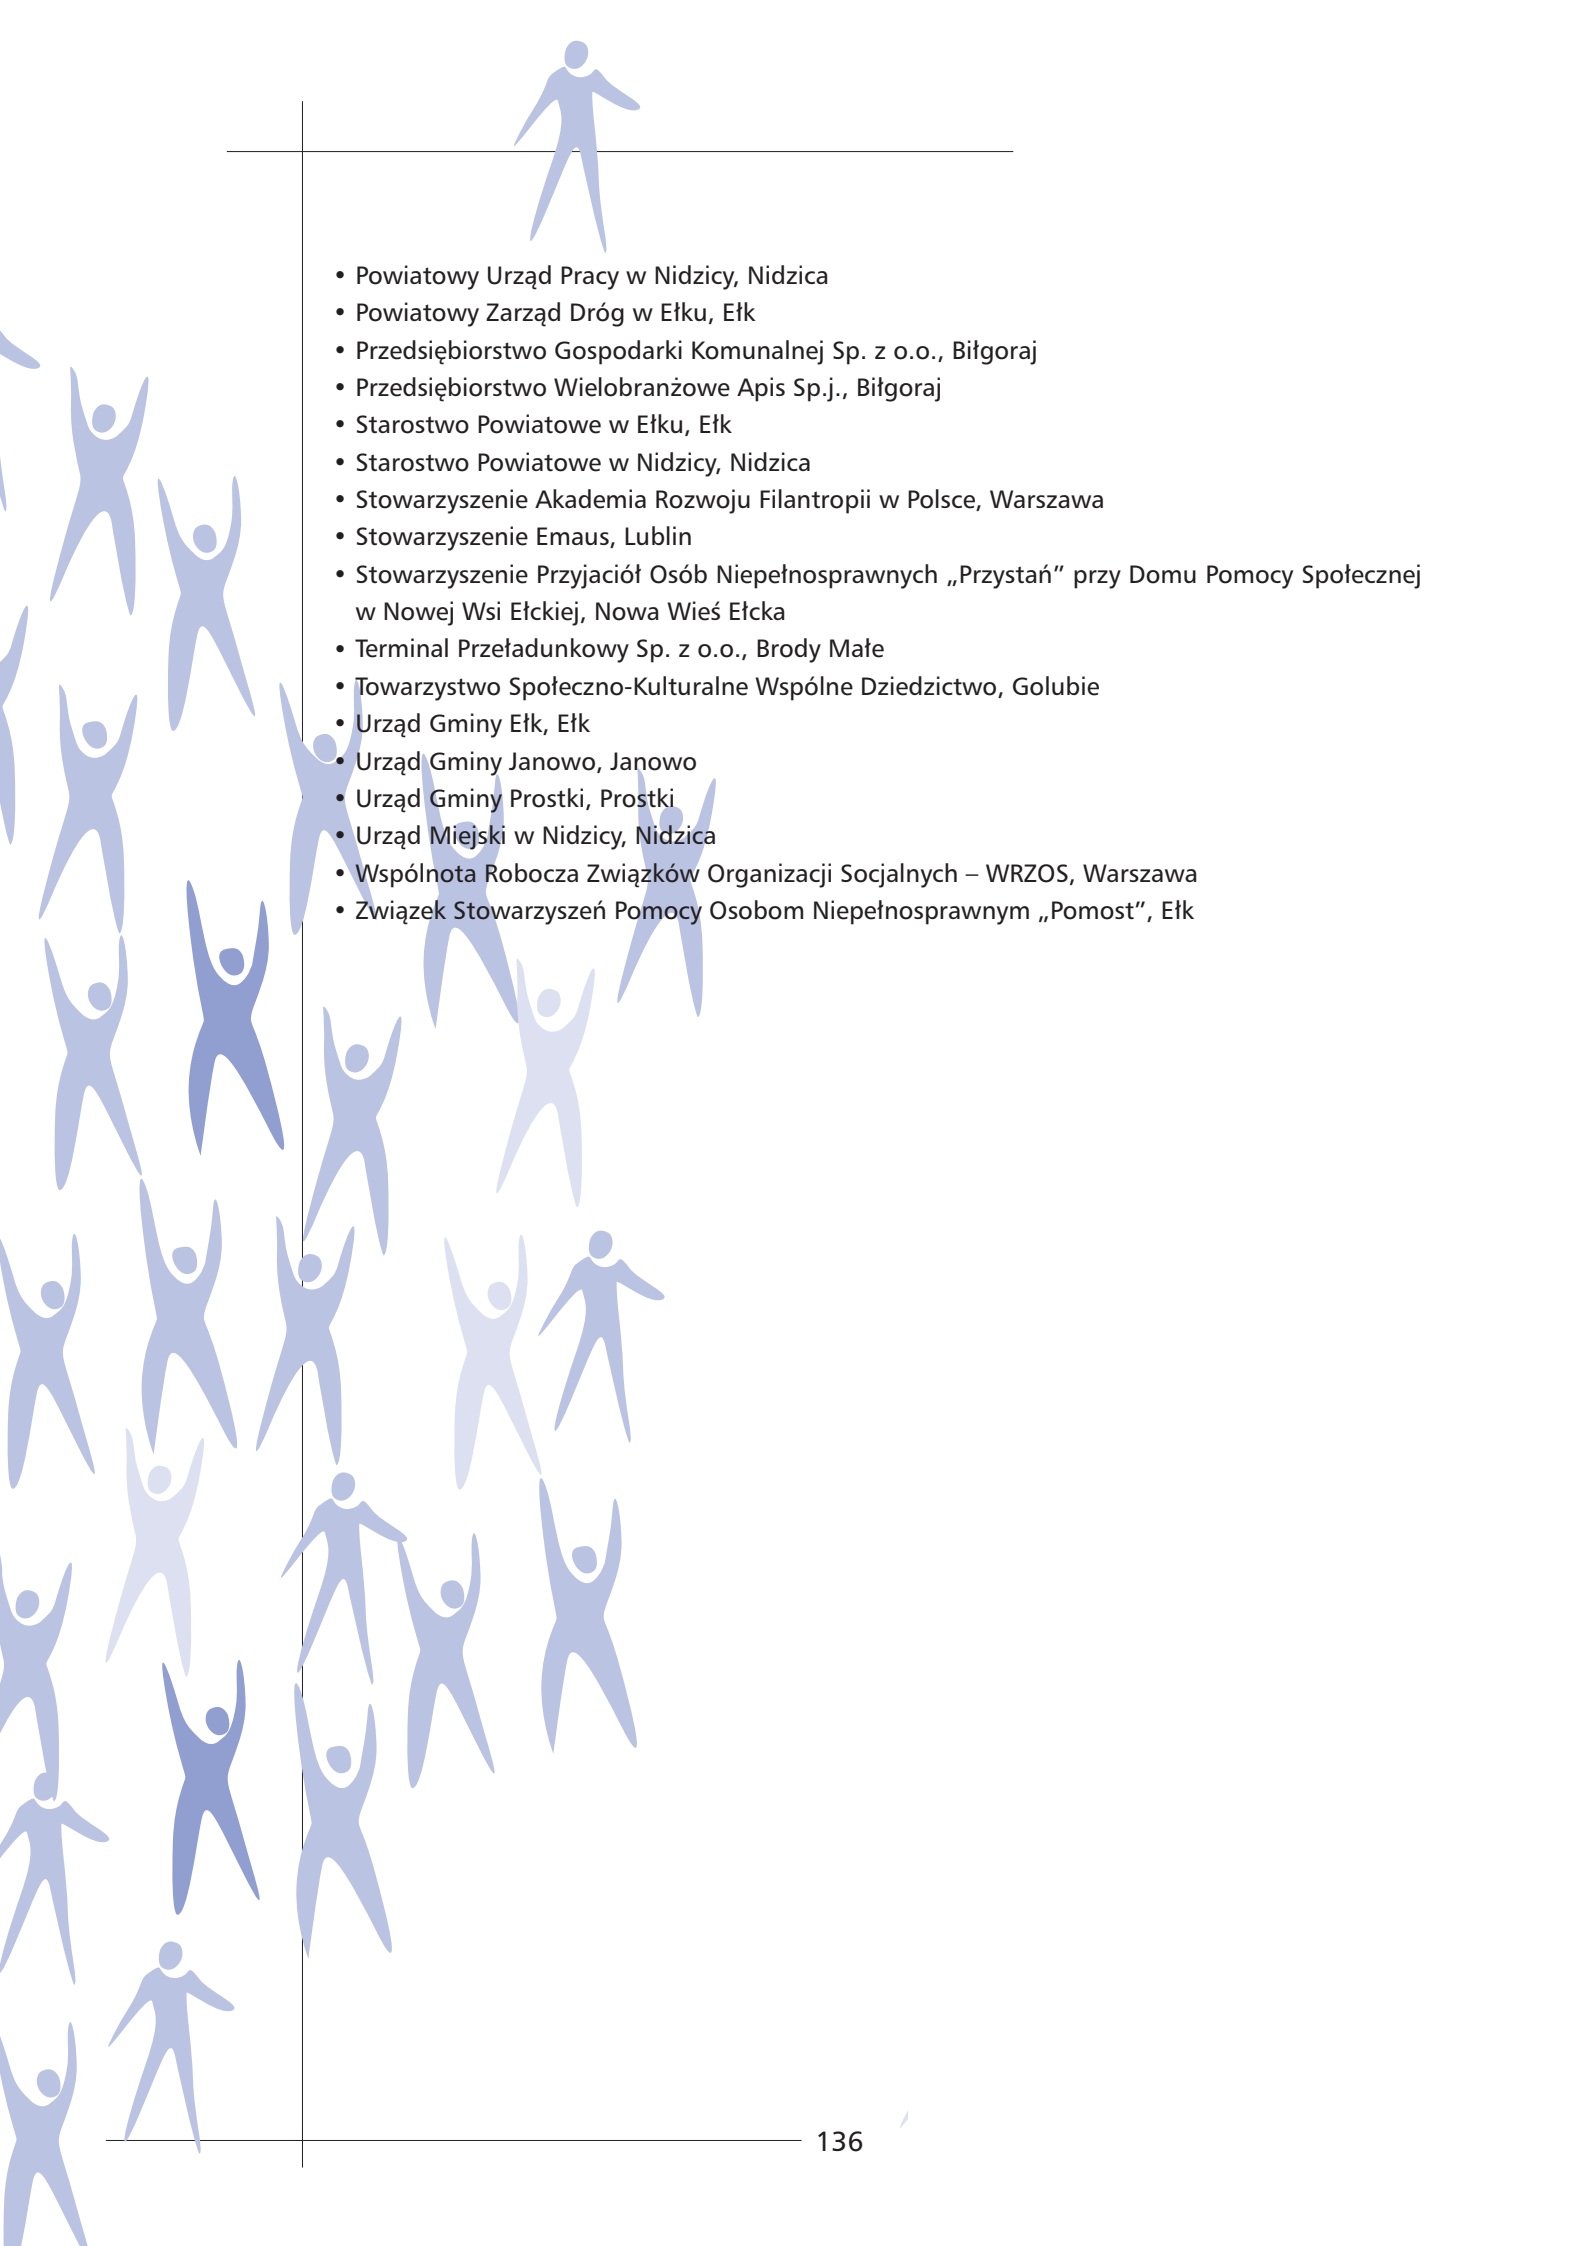 • Powiatowy Urząd Pracy w Nidzicy, Nidzica
• Powiatowy Zarząd Dróg w Ełku, Ełk
• Przedsiębiorstwo Gospodarki Komunalnej Sp. z o.o., Biłgoraj
• Przedsiębiorstwo Wielobranżowe Apis Sp.j., Biłgoraj
• Starostwo Powiatowe w Ełku, Ełk
• Starostwo Powiatowe w Nidzicy, Nidzica
• Stowarzyszenie Akademia Rozwoju Filantropii w Polsce, Warszawa
• Stowarzyszenie Emaus, Lublin
• Stowarzyszenie Przyjaciół Osób Niepełnosprawnych „Przystań” przy Domu Pomocy Społecznej
w Nowej Wsi Ełckiej, Nowa Wieś Ełcka
• Terminal Przeładunkowy Sp. z o.o., Brody Małe
• Towarzystwo Społeczno-Kulturalne Wspólne Dziedzictwo, Golubie
• Urząd Gminy Ełk, Ełk
• Urząd Gminy Janowo, Janowo
• Urząd Gminy Prostki, Prostki
• Urząd Miejski w Nidzicy, Nidzica
• Wspólnota Robocza Związków Organizacji Socjalnych – WRZOS, Warszawa
• Związek Stowarzyszeń Pomocy Osobom Niepełnosprawnym „Pomost”, Ełk
136